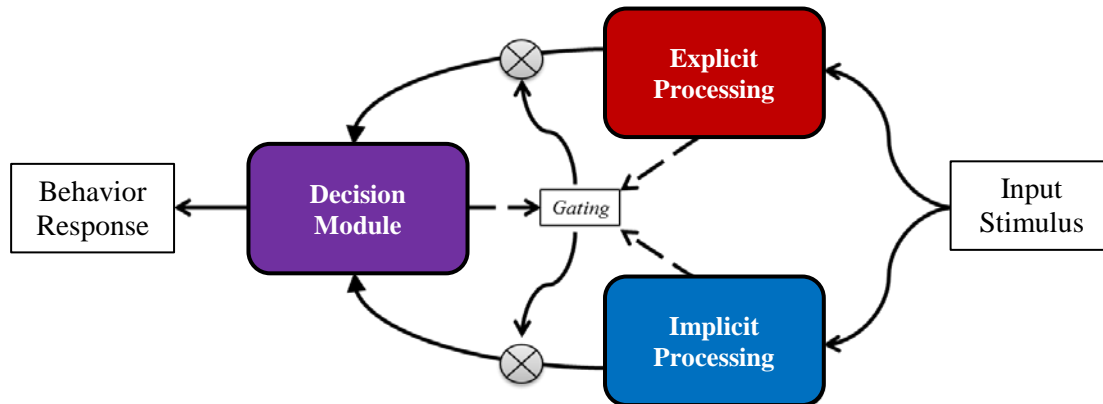 Explicit
Processing
Behavior
Response
Decision
Module
Gating
Input
Stimulus
Implicit
Processing